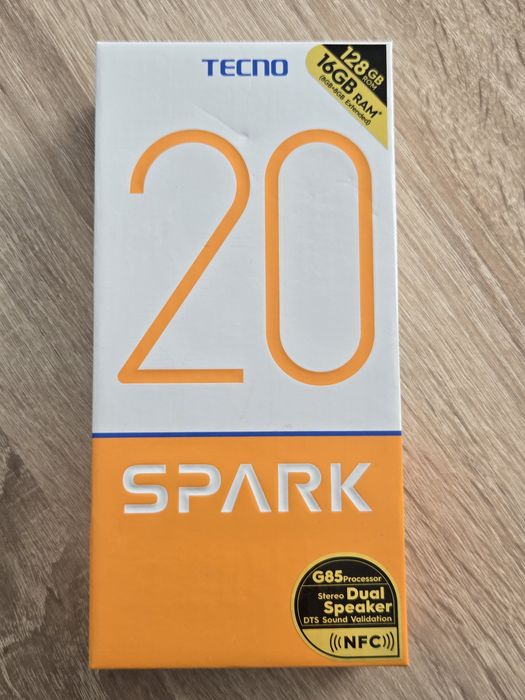 TECNO
128GB
ROM
16GB RAM*
(8GB+8GB Extended)
20
SPARK
G85 Processor
Stereo Dual
Speaker
DTS Sound Validation
NFC